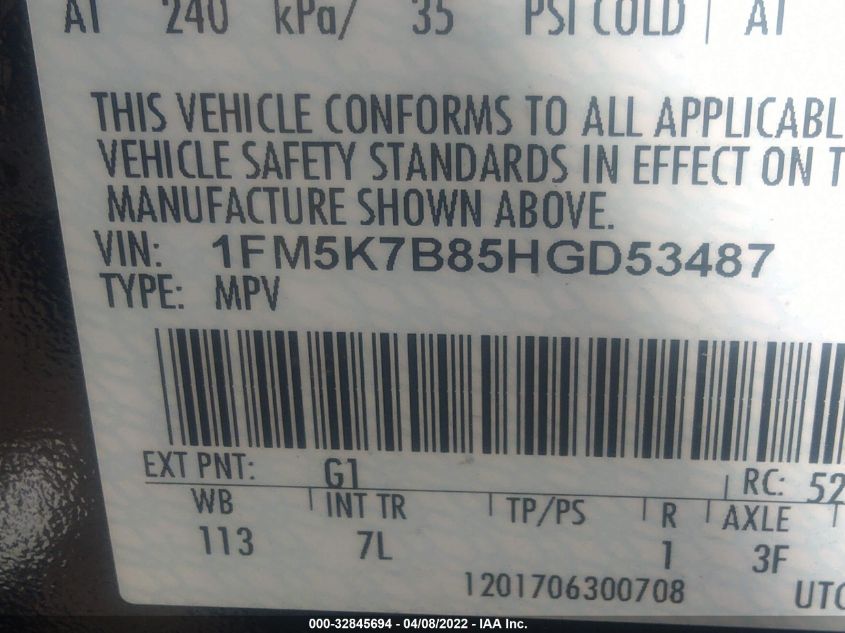 AT 240 kPa/ 35 PSI COLD AT
THIS VEHICLE CONFORMS TO ALL APPLICABL
VEHICLE SAFETY STANDARDS IN EFFECT ON T
MANUFACTURE SHOWN ABOVE.
VIN: 1FM5K7B85HGD53487
TYPE: MPV
EXT PNT: G1 RC: 52
WB INT TR TP/PS R AXLE
113 7L 1 3F
1201706300708 UTC
000-32845694 - 04/08/2022 - IAA Inc.